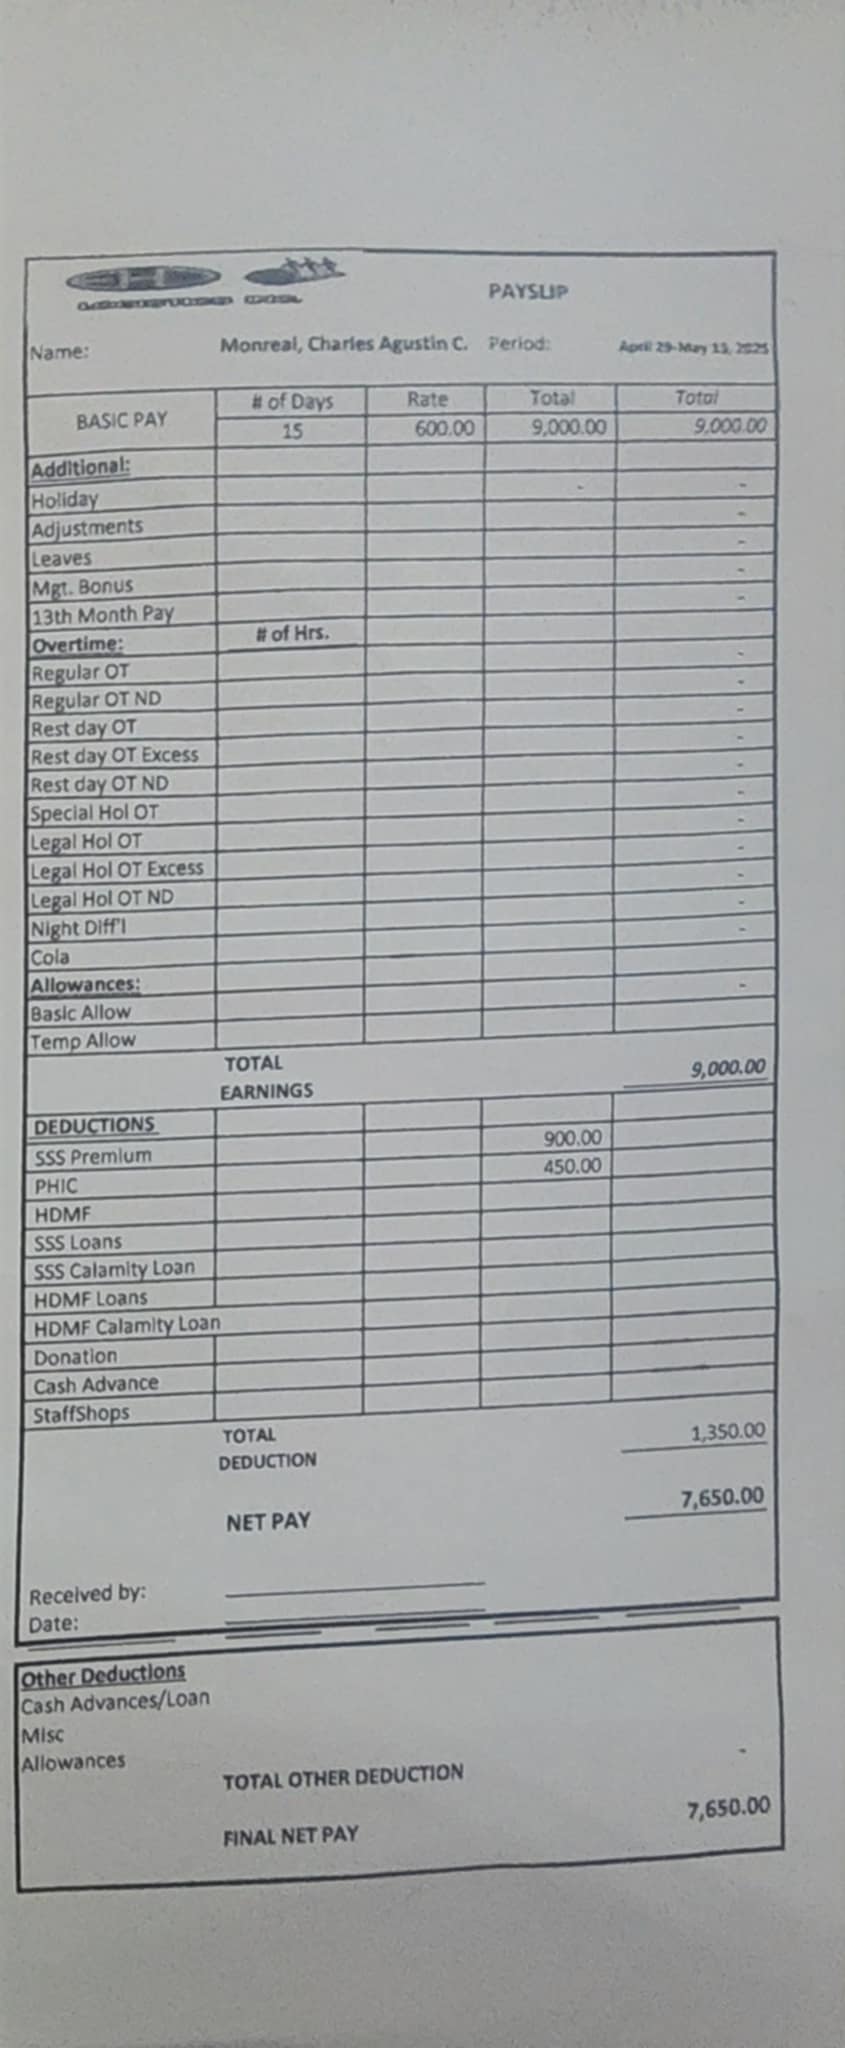 PAYSLIP
Name: Monreal, Charles Agustin C. Period: April 29-May 13, 2025
BASIC PAY # of Days Rate Total Total
15 600.00 9,000.00 9,000.00
Additional:
Holiday - -
Adjustments -
Leaves -
Mgt. Bonus -
13th Month Pay -
Overtime: # of Hrs.
Regular OT -
Regular OT ND -
Rest day OT -
Rest day OT Excess -
Rest day OT ND -
Special Hol OT -
Legal Hol OT -
Legal Hol OT Excess -
Legal Hol OT ND -
Night Diff'l -
Cola -
Allowances:
Basic Allow -
Temp Allow
TOTAL EARNINGS 9,000.00
DEDUCTIONS
SSS Premium 900.00
PHIC 450.00
HDMF
SSS Loans
SSS Calamity Loan
HDMF Loans
HDMF Calamity Loan
Donation
Cash Advance
StaffShops
TOTAL DEDUCTION 1,350.00
NET PAY 7,650.00
Received by:
Date:
Other Deductions
Cash Advances/Loan
Misc
Allowances
TOTAL OTHER DEDUCTION -
FINAL NET PAY 7,650.00